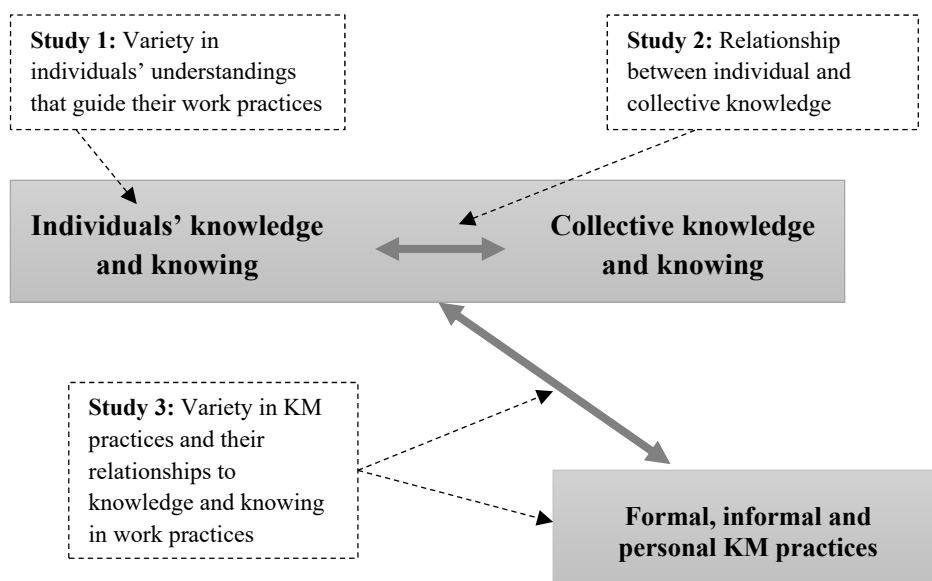 Study 1: Variety in
individuals’ understandings
that guide their work practices
Study 2: Relationship
between individual and
collective knowledge
Individuals’ knowledge
and knowing
Collective knowledge
and knowing
Study 3: Variety in KM
practices and their
relationships to
knowledge and knowing
in work practices
Formal, informal and
personal KM practices